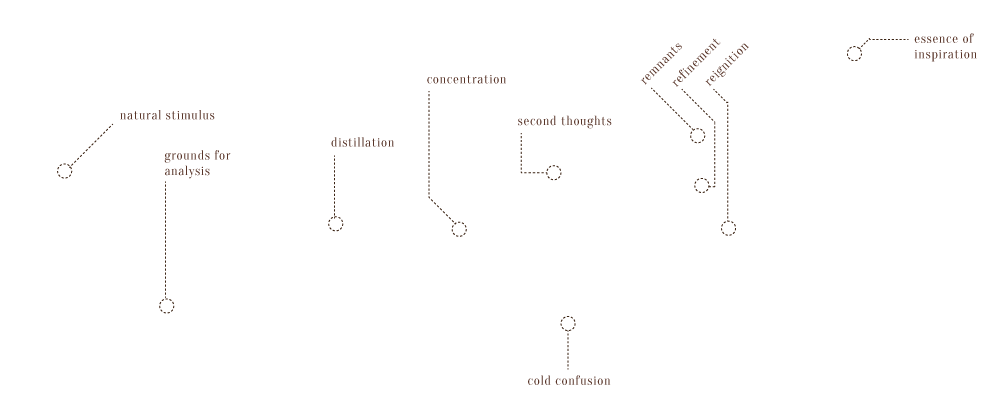 essence of
inspiration
remnants
refinement
reignition
concentration
natural stimulus
second thoughts
distillation
grounds for
analysis
cold confusion